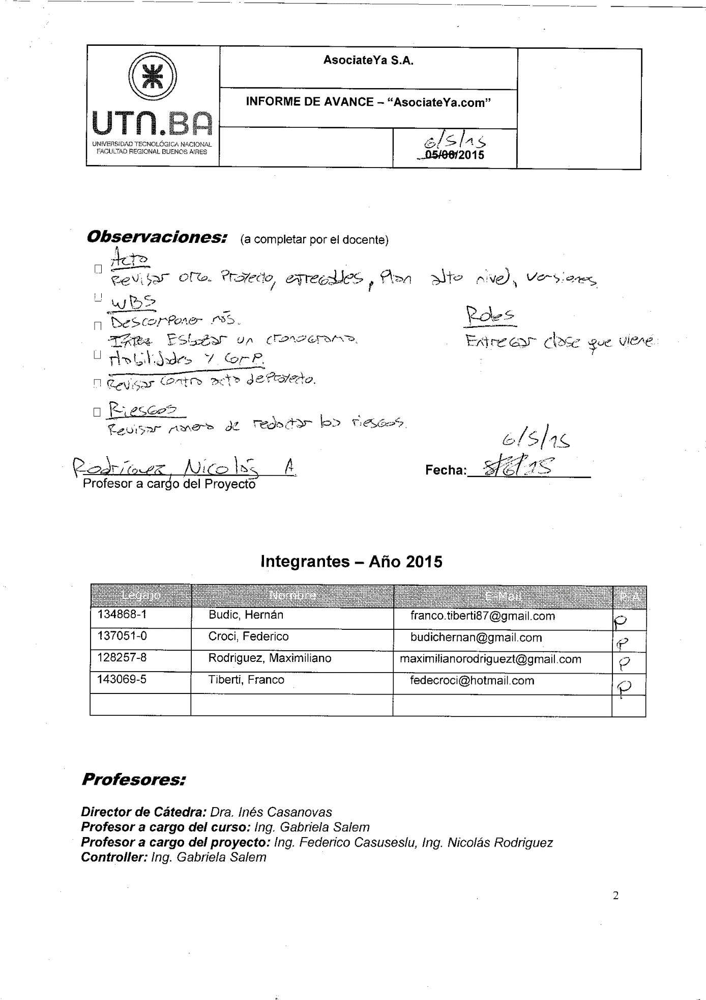 AsociateYa S.A.
INFORME DE AVANCE – “AsociateYa.com”
UTN.BA
UNIVERSIDAD TECNOLÓGICA NACIONAL
FACULTAD REGIONAL BUENOS AIRES
6/5/15
05/06/2015
Observaciones: (a completar por el docente)
Acta
Revisar org. Proyecto, entregables, Plan alto nivel, versiones
WBS
Descomponer más.
Esbozar un cronograma.
Roles
Entregar clase que viene
Habilidades y Comp.
Revisar contra acta de Proyecto.
Riesgos
Revisar manera de redactar los riesgos.
6/5/15
Rodríguez, Nicolás A.
Fecha: 8/6/15
Profesor a cargo del Proyecto
Integrantes – Año 2015
Legajo Nombre E-Mail P-A
134868-1 Budic, Hernán franco.tiberti87@gmail.com P
137051-0 Croci, Federico budichernan@gmail.com P
128257-8 Rodriguez, Maximiliano maximilianorodriguezt@gmail.com P
143069-5 Tiberti, Franco fedecroci@hotmail.com P
Profesores:
Director de Cátedra: Dra. Inés Casanovas
Profesor a cargo del curso: Ing. Gabriela Salem
Profesor a cargo del proyecto: Ing. Federico Casuseslu, Ing. Nicolás Rodriguez
Controller: Ing. Gabriela Salem
2